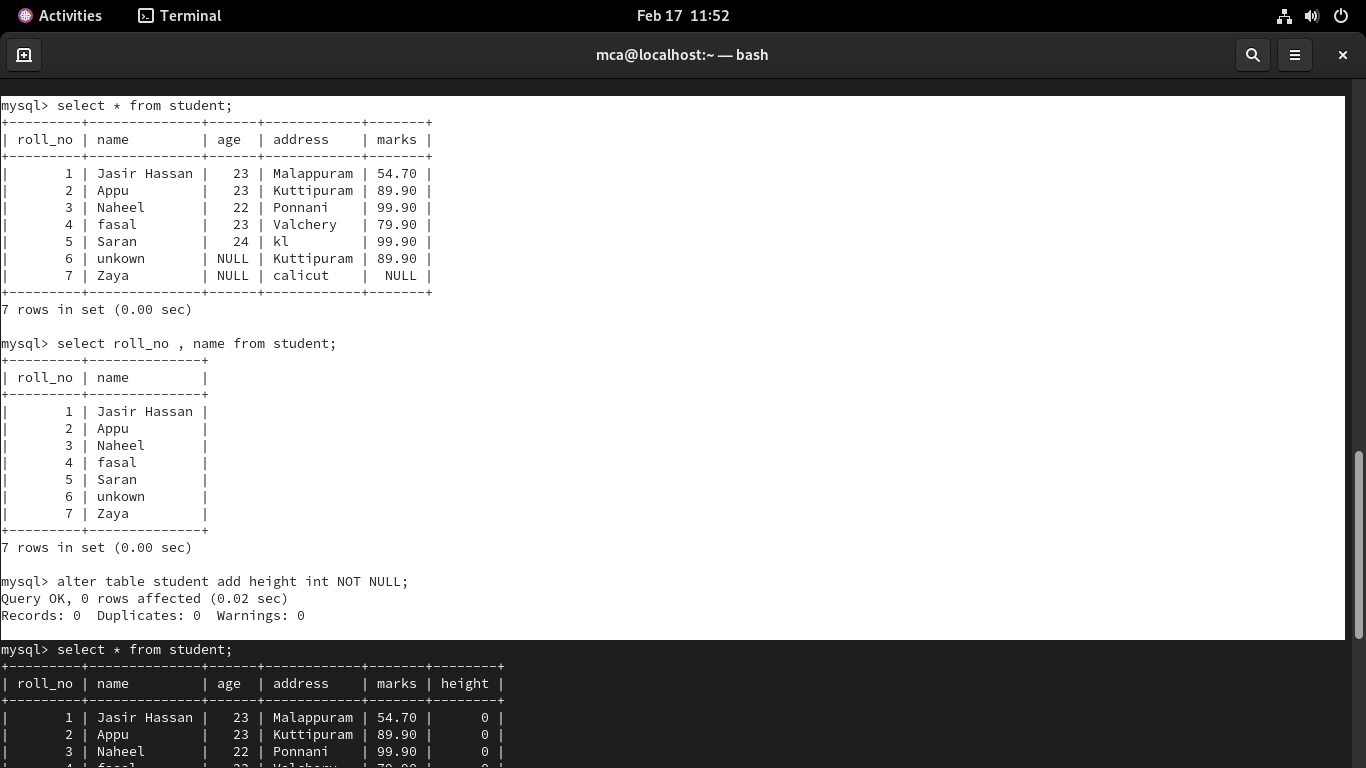 Activities Terminal Feb 17 11:52
mca@localhost:~ — bash
mysql> select * from student;
+---------+--------------+------+------------+-------+
| roll_no | name         | age  | address    | marks |
+---------+--------------+------+------------+-------+
|       1 | Jasir Hassan |   23 | Malappuram | 54.70 |
|       2 | Appu         |   23 | Kuttipuram | 89.90 |
|       3 | Naheel       |   22 | Ponnani    | 99.90 |
|       4 | fasal        |   23 | Valchery   | 79.90 |
|       5 | Saran        |   24 | kl         | 99.90 |
|       6 | unkown       | NULL | Kuttipuram | 89.90 |
|       7 | Zaya         | NULL | calicut    |  NULL |
+---------+--------------+------+------------+-------+
7 rows in set (0.00 sec)
mysql> select roll_no , name from student;
+---------+--------------+
| roll_no | name         |
+---------+--------------+
|       1 | Jasir Hassan |
|       2 | Appu         |
|       3 | Naheel       |
|       4 | fasal        |
|       5 | Saran        |
|       6 | unkown       |
|       7 | Zaya         |
+---------+--------------+
7 rows in set (0.00 sec)
mysql> alter table student add height int NOT NULL;
Query OK, 0 rows affected (0.02 sec)
Records: 0  Duplicates: 0  Warnings: 0
mysql> select * from student;
+---------+--------------+------+------------+-------+--------+
| roll_no | name         | age  | address    | marks | height |
+---------+--------------+------+------------+-------+--------+
|       1 | Jasir Hassan |   23 | Malappuram | 54.70 |      0 |
|       2 | Appu         |   23 | Kuttipuram | 89.90 |      0 |
|       3 | Naheel       |   22 | Ponnani    | 99.90 |      0 |
|       4 | fasal        |   23 | Valchery   | 79.90 |      0 |